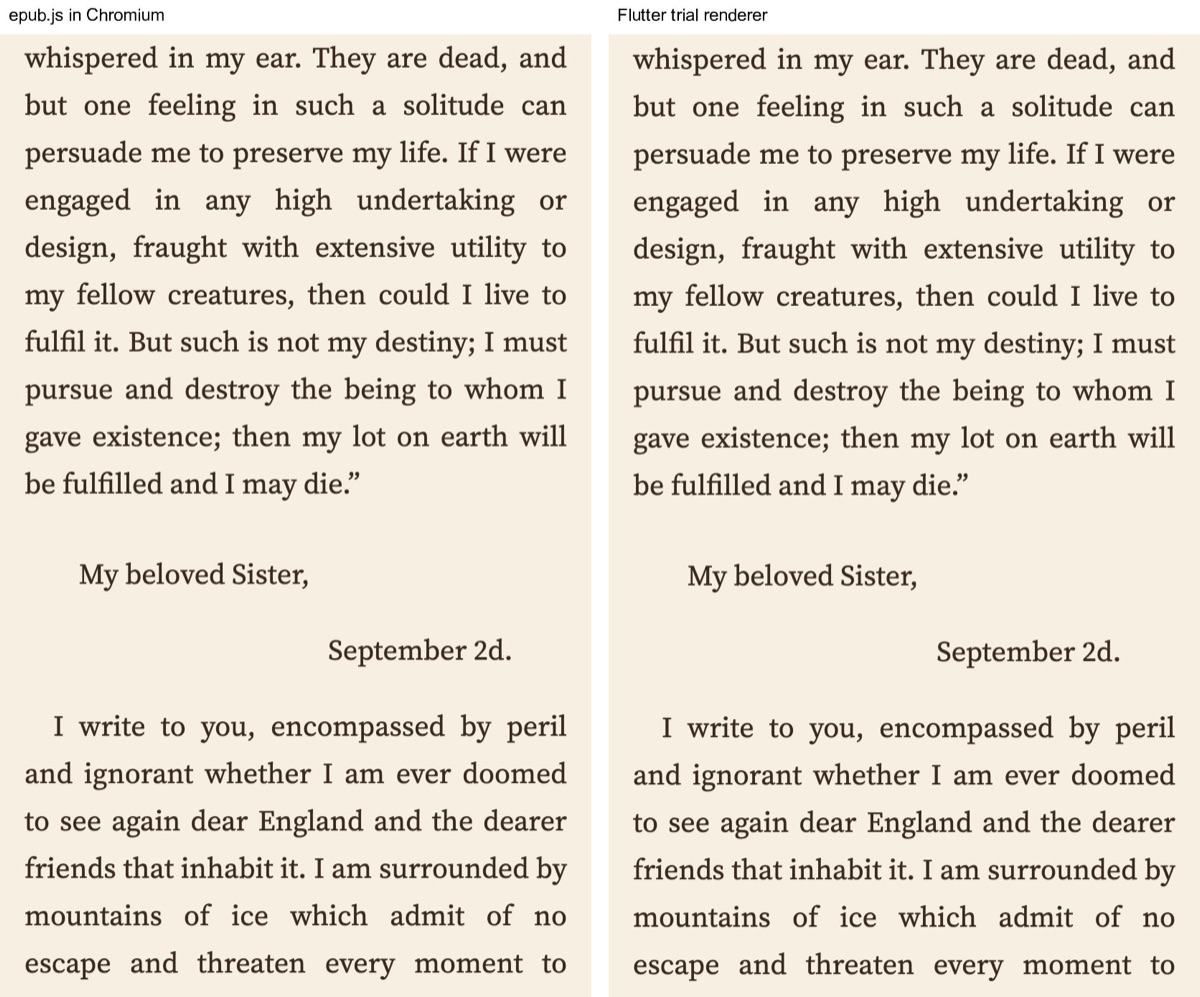 epub.js in Chromium
whispered in my ear. They are dead, and
but one feeling in such a solitude can
persuade me to preserve my life. If I were
engaged in any high undertaking or
design, fraught with extensive utility to
my fellow creatures, then could I live to
fulfil it. But such is not my destiny; I must
pursue and destroy the being to whom I
gave existence; then my lot on earth will
be fulfilled and I may die.”
My beloved Sister,
September 2d.
I write to you, encompassed by peril
and ignorant whether I am ever doomed
to see again dear England and the dearer
friends that inhabit it. I am surrounded by
mountains of ice which admit of no
escape and threaten every moment to
Flutter trial renderer
whispered in my ear. They are dead, and
but one feeling in such a solitude can
persuade me to preserve my life. If I were
engaged in any high undertaking or
design, fraught with extensive utility to
my fellow creatures, then could I live to
fulfil it. But such is not my destiny; I must
pursue and destroy the being to whom I
gave existence; then my lot on earth will
be fulfilled and I may die.”
My beloved Sister,
September 2d.
I write to you, encompassed by peril
and ignorant whether I am ever doomed
to see again dear England and the dearer
friends that inhabit it. I am surrounded by
mountains of ice which admit of no
escape and threaten every moment to